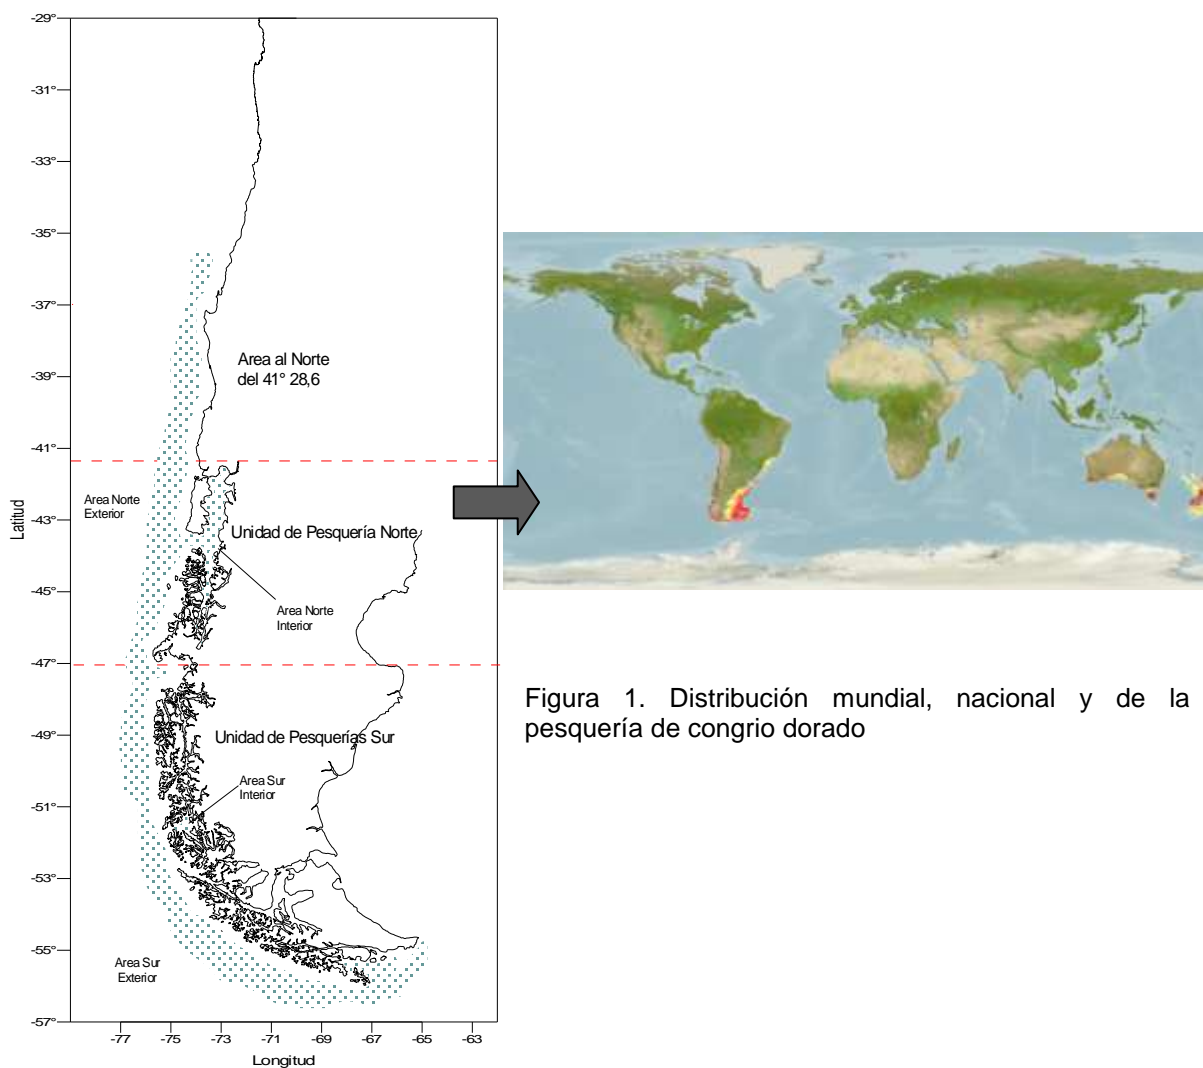 -29°
-31°
-33°
-35°
-37°
-39°
-41°
-43°
-45°
-47°
-49°
-51°
-53°
-55°
-57°
Latitud
Area al Norte
del 41° 28,6
Area Norte
Exterior
Unidad de Pesquería Norte
Area Norte
Interior
Unidad de Pesquerías Sur
Area Sur
Interior
Area Sur
Exterior
-77 -75 -73 -71 -69 -67 -65 -63
Longitud
Figura 1. Distribución mundial, nacional y de la
pesquería de congrio dorado